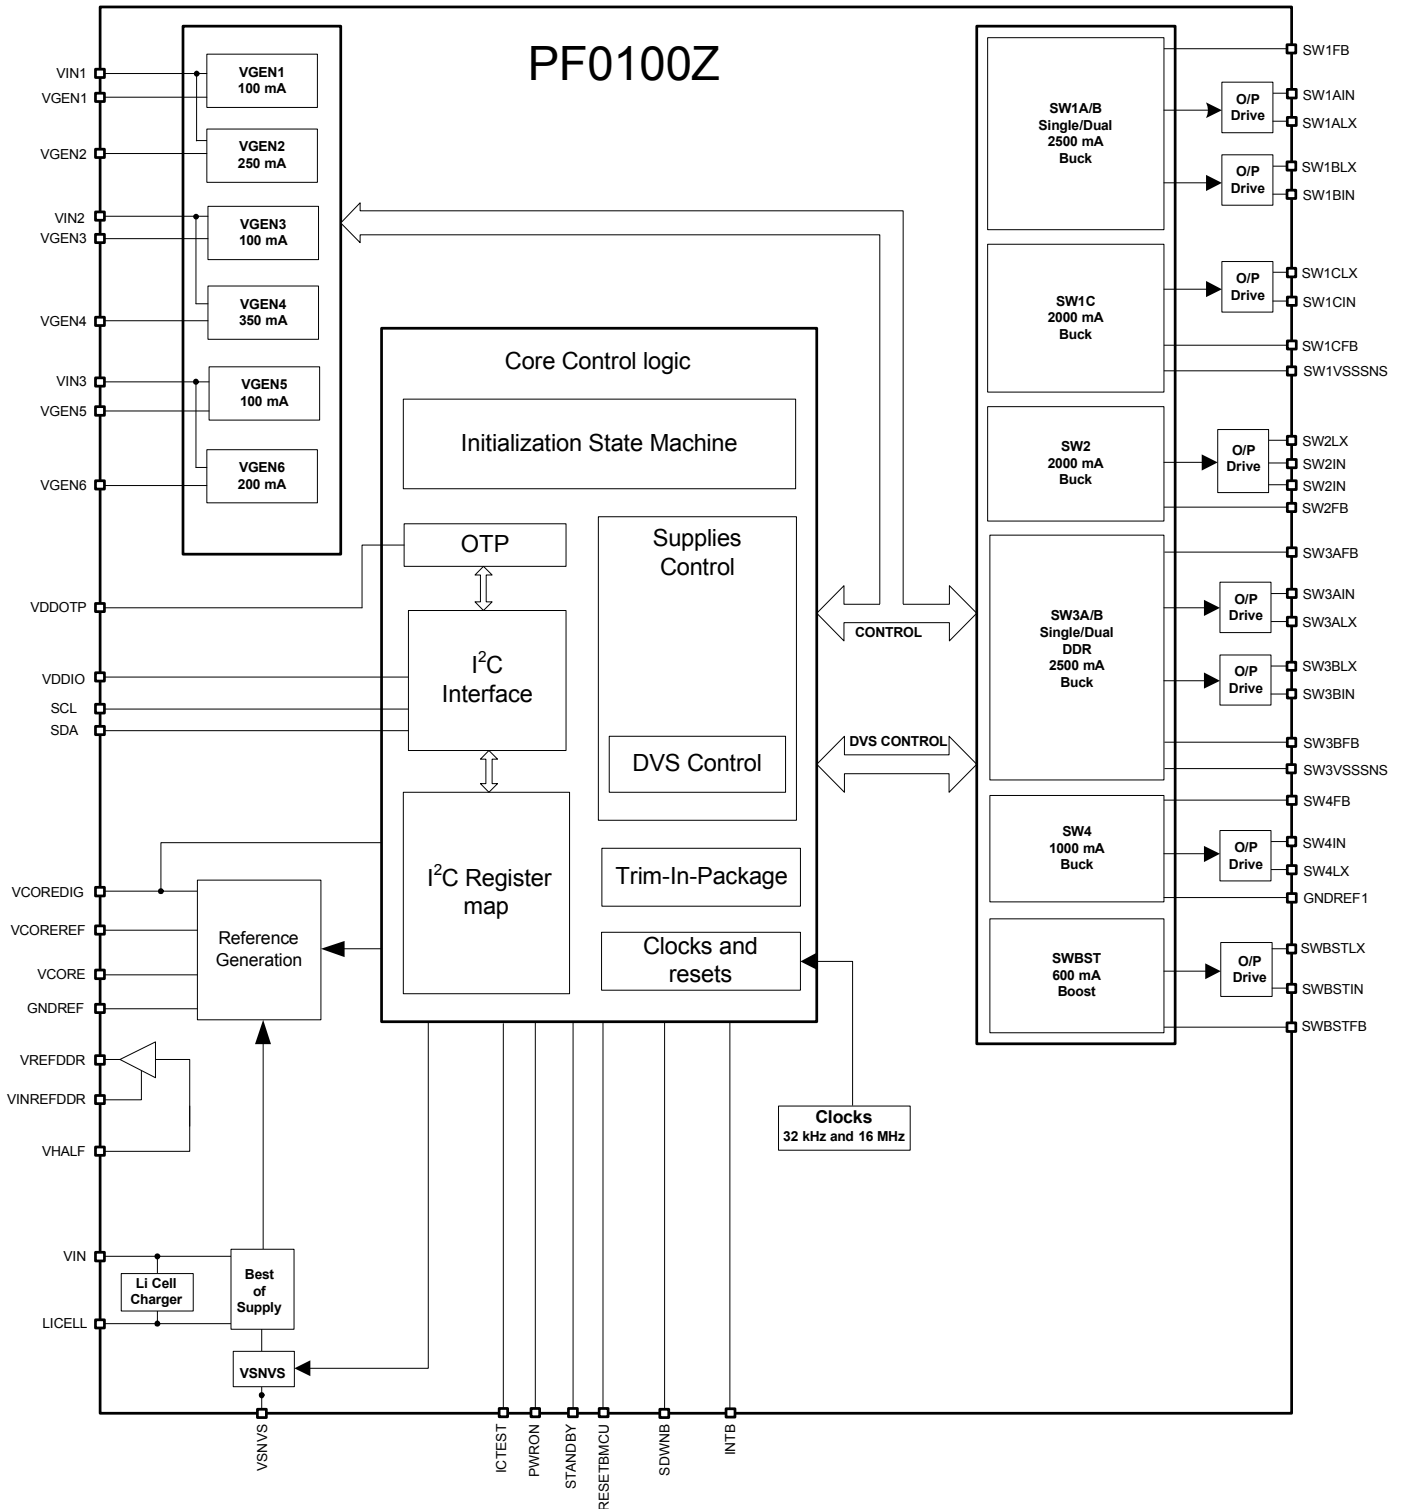 PF0100Z
VIN1
VGEN1
VGEN2
VIN2
VGEN3
VGEN4
VIN3
VGEN5
VGEN6
VDDOTP
VDDIO
SCL
SDA
VCOREDIG
VCOREREF
VCORE
GNDREF
VREFDDR
VINREFDDR
VHALF
VIN
LICELL
VGEN1
100 mA
VGEN2
250 mA
VGEN3
100 mA
VGEN4
350 mA
VGEN5
100 mA
VGEN6
200 mA
Core Control logic
Initialization State Machine
OTP
I²C
Interface
I²C Register
map
Supplies
Control
DVS Control
Trim-In-Package
Clocks and
resets
Reference
Generation
Li Cell
Charger
Best
of
Supply
VSNVS
Clocks
32 kHz and 16 MHz
CONTROL
DVS CONTROL
SW1A/B
Single/Dual
2500 mA
Buck
SW1C
2000 mA
Buck
SW2
2000 mA
Buck
SW3A/B
Single/Dual
DDR
2500 mA
Buck
SW4
1000 mA
Buck
SWBST
600 mA
Boost
O/P
Drive
O/P
Drive
O/P
Drive
O/P
Drive
O/P
Drive
O/P
Drive
O/P
Drive
O/P
Drive
SW1FB
SW1AIN
SW1ALX
SW1BLX
SW1BIN
SW1CLX
SW1CIN
SW1CFB
SW1VSSSNS
SW2LX
SW2IN
SW2IN
SW2FB
SW3AFB
SW3AIN
SW3ALX
SW3BLX
SW3BIN
SW3BFB
SW3VSSSNS
SW4FB
SW4IN
SW4LX
GNDREF1
SWBSTLX
SWBSTIN
SWBSTFB
VSNVS
ICTEST
PWRON
STANDBY
RESETBMCU
SDWNB
INTB